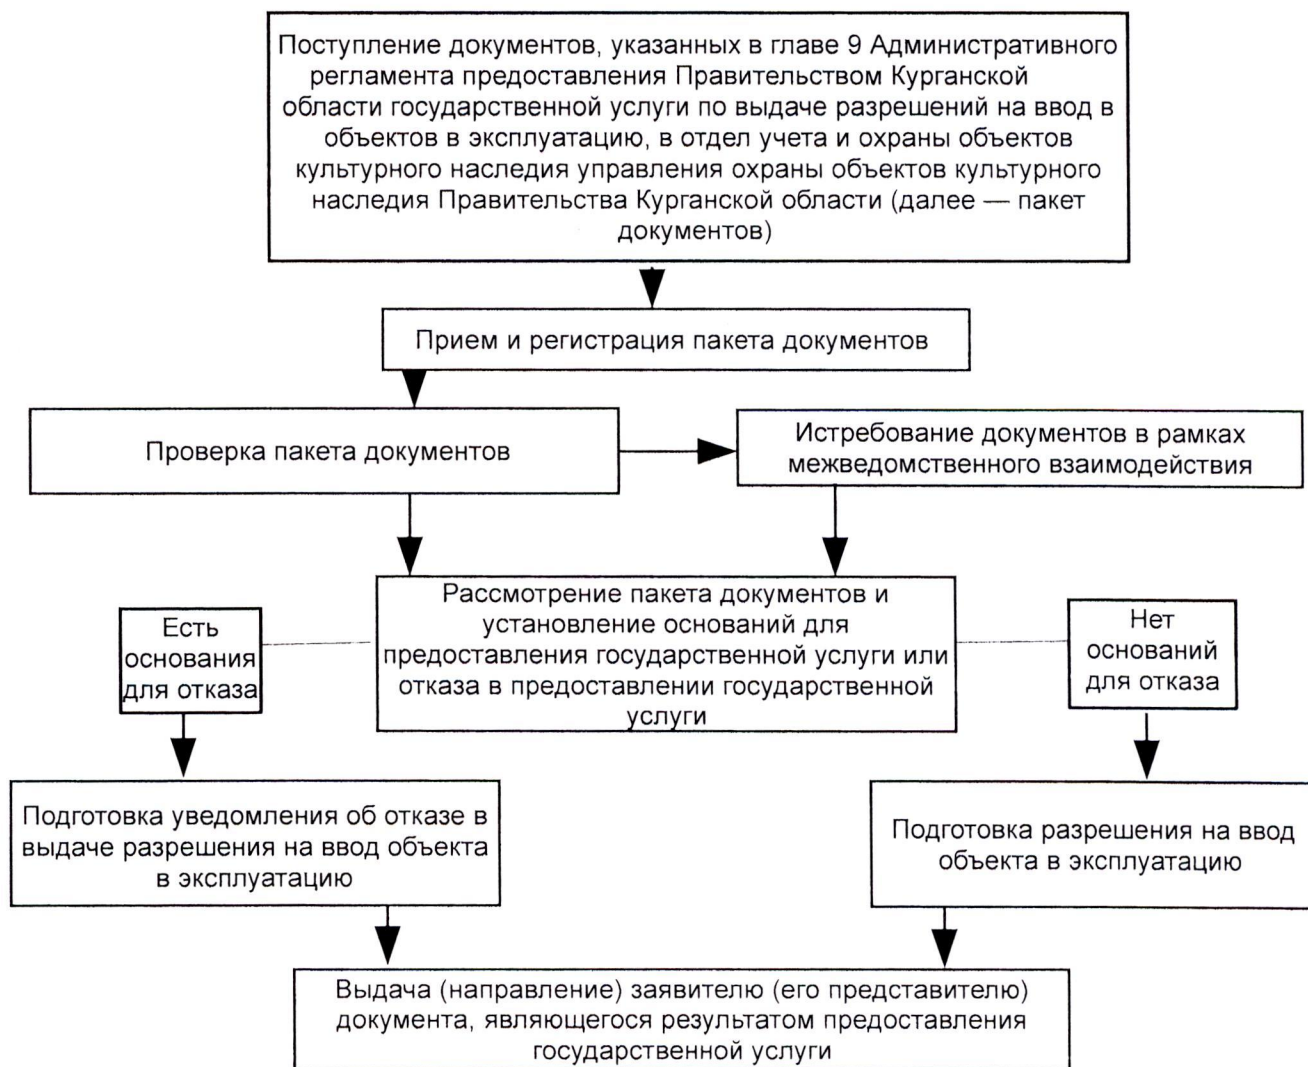 Поступление документов, указанных в главе 9 Административного
регламента предоставления Правительством Курганской
области государственной услуги по выдаче разрешений на ввод в
объектов в эксплуатацию, в отдел учета и охраны объектов
культурного наследия управления охраны объектов культурного
наследия Правительства Курганской области (далее — пакет
документов)
Прием и регистрация пакета документов
Проверка пакета документов
Истребование документов в рамках
межведомственного взаимодействия
Рассмотрение пакета документов и
установление оснований для
предоставления государственной услуги или
отказа в предоставлении государственной
услуги
Есть
основания
для отказа
Нет
оснований
для отказа
Подготовка уведомления об отказе в
выдаче разрешения на ввод объекта
в эксплуатацию
Подготовка разрешения на ввод
объекта в эксплуатацию
Выдача (направление) заявителю (его представителю)
документа, являющегося результатом предоставления
государственной услуги